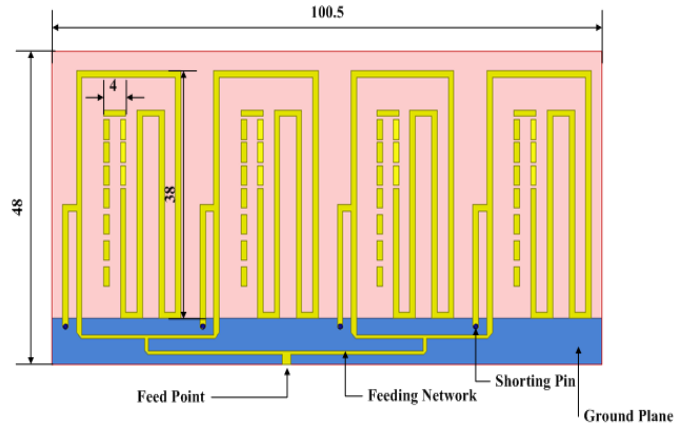 100.5
4
48
38
Shorting Pin
Feed Point
Feeding Network
Ground Plane